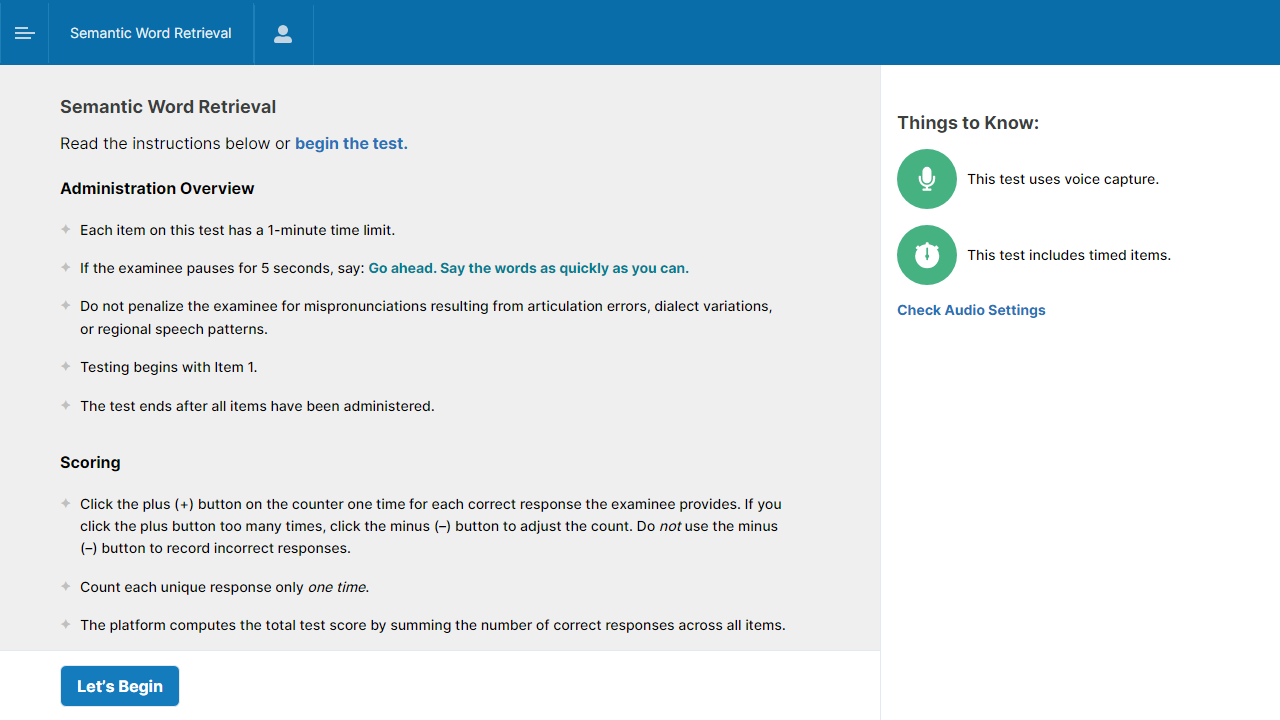 Semantic Word Retrieval
Semantic Word Retrieval
Read the instructions below or begin the test.
Administration Overview
Each item on this test has a 1-minute time limit.
If the examinee pauses for 5 seconds, say: Go ahead. Say the words as quickly as you can.
Do not penalize the examinee for mispronunciations resulting from articulation errors, dialect variations,
or regional speech patterns.
Testing begins with Item 1.
The test ends after all items have been administered.
Scoring
Click the plus (+) button on the counter one time for each correct response the examinee provides. If you
click the plus button too many times, click the minus (–) button to adjust the count. Do not use the minus
(–) button to record incorrect responses.
Count each unique response only one time.
The platform computes the total test score by summing the number of correct responses across all items.
Let's Begin
Things to Know:
This test uses voice capture.
This test includes timed items.
Check Audio Settings